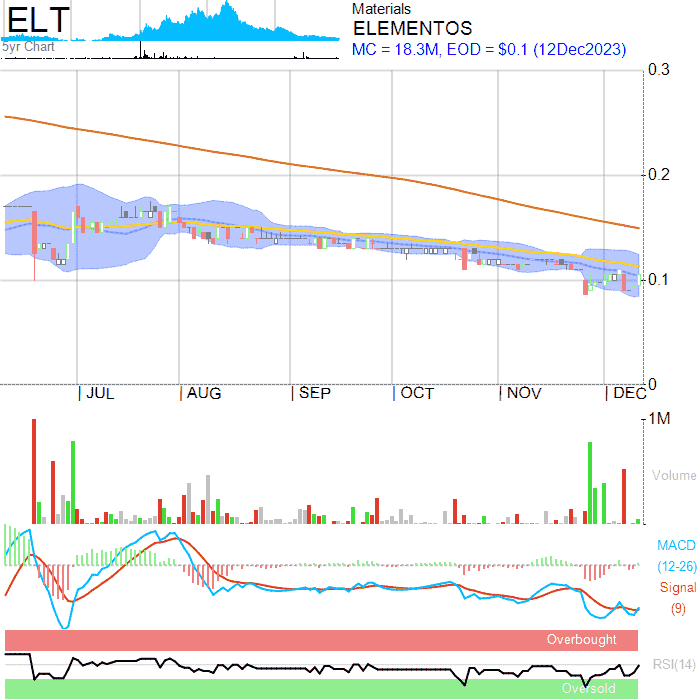 ELT
5yr Chart
Materials
ELEMENTOS
MC = 18.3M, EOD = $0.1 (12Dec2023)
0.3
0.2
0.1
0
| JUL | AUG | SEP | OCT | NOV | DEC
1M
Volume
MACD
(12-26)
Signal
(9)
Overbought
RSI(14)
Oversold